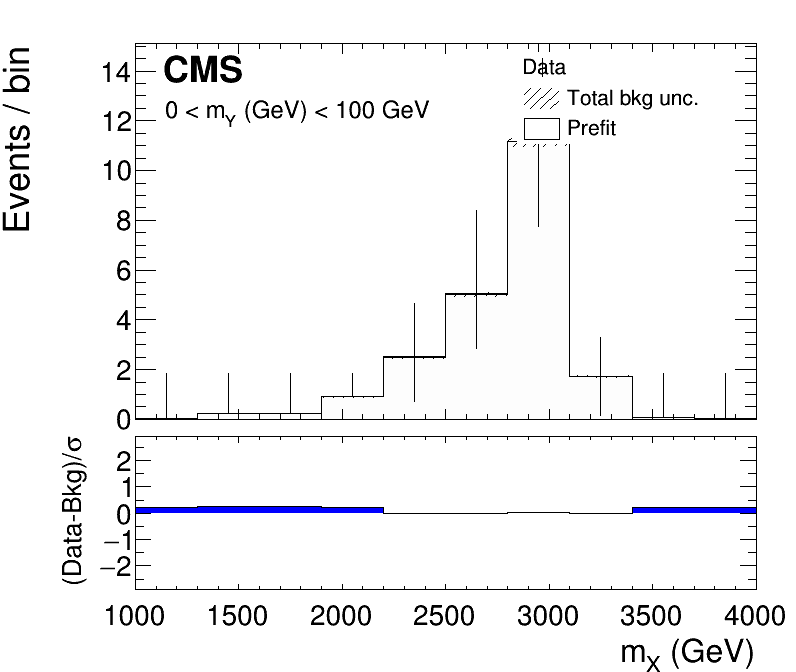 CMS
0 < mY (GeV) < 100 GeV
Data
Total bkg unc.
Prefit
Events / bin
14
12
10
8
6
4
2
0
(Data-Bkg)/σ
2
1
0
−1
−2
1000 1500 2000 2500 3000 3500 4000
mX (GeV)